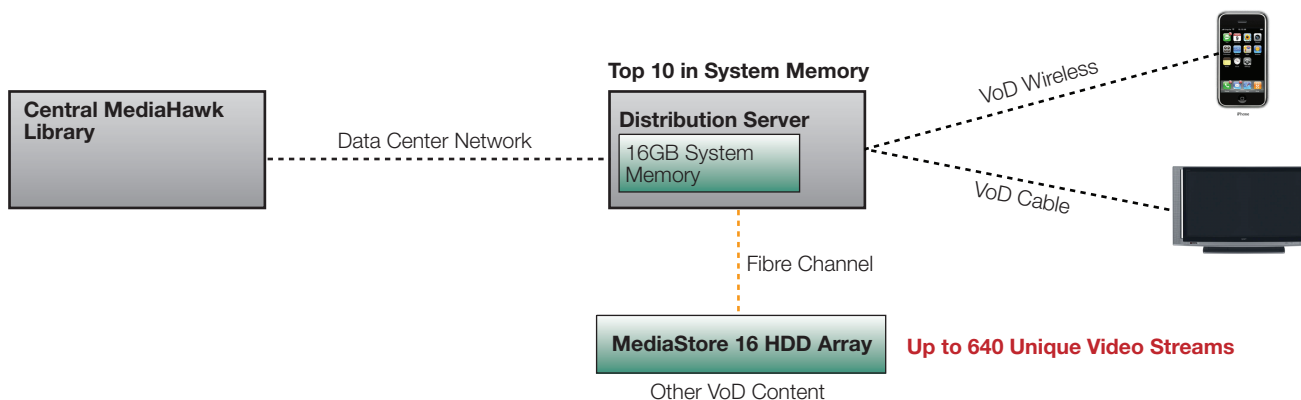 Top 10 in System Memory
Central MediaHawk
Library
Data Center Network
Distribution Server
16GB System
Memory
VoD Wireless
iPhone
VoD Cable
Fibre Channel
MediaStore 16 HDD Array
Up to 640 Unique Video Streams
Other VoD Content